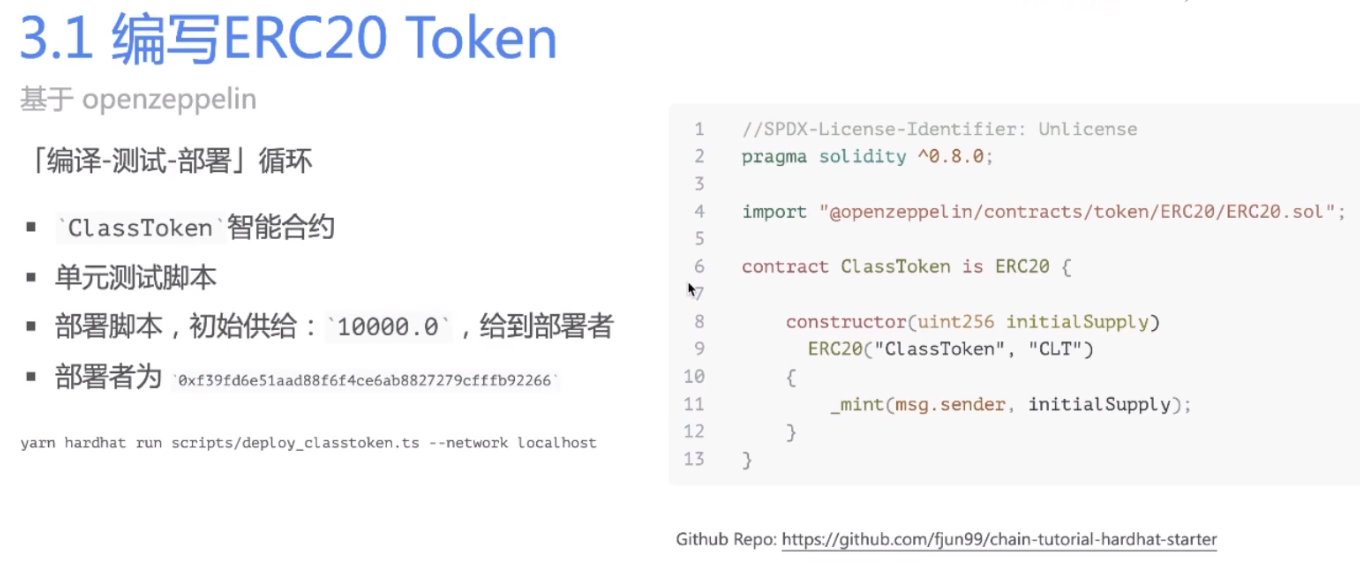 3.1 编写ERC20 Token
基于 openzeppelin
「编译-测试-部署」循环
▪ `ClassToken`智能合约
▪ 单元测试脚本
▪ 部署脚本，初始供给：`10000.0`，给到部署者
▪ 部署者为 `0xf39fd6e51aad88f6f4ce6ab8827279cfffb92266`
yarn hardhat run scripts/deploy_classtoken.ts --network localhost
1 //SPDX-License-Identifier: Unlicense
2 pragma solidity ^0.8.0;
3
4 import "@openzeppelin/contracts/token/ERC20/ERC20.sol";
5
6 contract ClassToken is ERC20 {
7
8     constructor(uint256 initialSupply)
9       ERC20("ClassToken", "CLT")
10     {
11         _mint(msg.sender, initialSupply);
12     }
13 }
Github Repo: https://github.com/fjun99/chain-tutorial-hardhat-starter